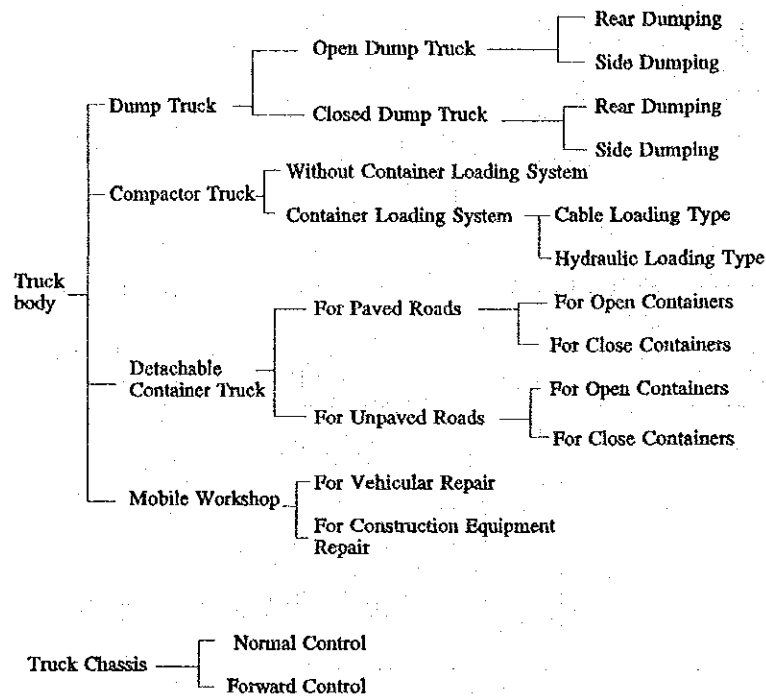 Rear Dumping
Open Dump Truck
Side Dumping
Dump Truck
Rear Dumping
Closed Dump Truck
Side Dumping
Without Container Loading System
Compactor Truck
Container Loading System
Cable Loading Type
Hydraulic Loading Type
Truck
body
For Paved Roads
For Open Containers
For Close Containers
Detachable
Container Truck
For Open Containers
For Unpaved Roads
For Close Containers
Mobile Workshop
For Vehicular Repair
For Construction Equipment
Repair
Truck Chassis
Normal Control
Forward Control